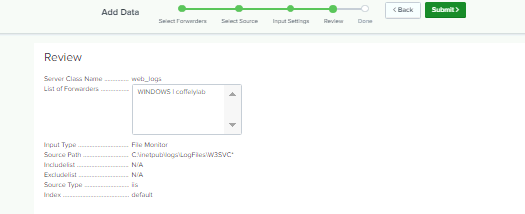 Add Data
Select Forwarders
Select Source
Input Settings
Review
Done
< Back
Submit >
Review
Server Class Name ............. web_logs
List of Forwarders .............. WINDOWS | coffelylab
Input Type ......................... File Monitor
Source Path ...................... C:\inetpub\logs\LogFiles\W3SVC*
Includelist .......................... N/A
Excludelist ......................... N/A
Source Type ...................... iis
Index ................................. default